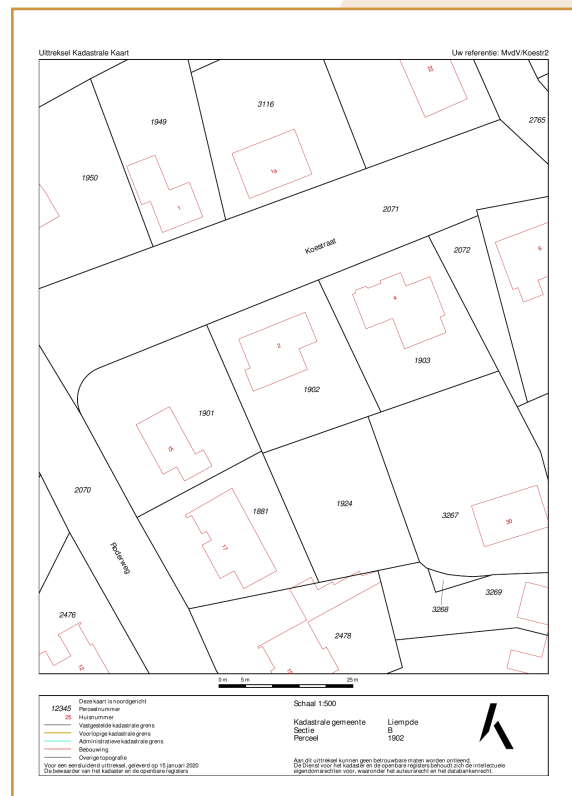 Uittreksel Kadastrale Kaart
Uw referentie: MvdV/Koestr2
22
3116
1949
2765
1a
1950
1
2071
Koestraat
2072
6
4
2
1903
1902
1901
15
2070
1881
1924
3267
17
30
Roderweg
3269
3268
2476
2478
12
0 m 5 m 25 m
Deze kaart is noordgericht
12345 Perceelnummer
25 Huisnummer
Vastgestelde kadastrale grens
Voorlopige kadastrale grens
Administratieve kadastrale grens
Bebouwing
Overige topografie
Voor een eensluidend uittreksel, geleverd op 15 januari 2020
De bewaarder van het kadaster en de openbare registers
Schaal 1:500
Kadastrale gemeente Liempde
Sectie B
Perceel 1902
Aan dit uittreksel kunnen geen betrouwbare maten worden ontleend.
De Dienst voor het kadaster en de openbare registers behoudt zich de intellectuele
eigendomsrechten voor, waaronder het auteursrecht en het databankenrecht.